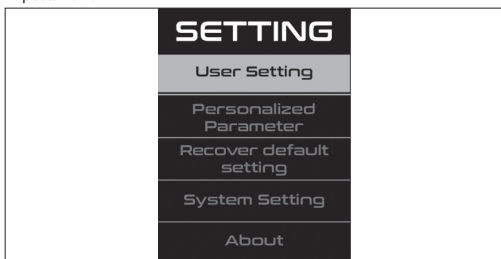 SETTING
User Setting
Personalized
Parameter
Recover default
setting
System Setting
About